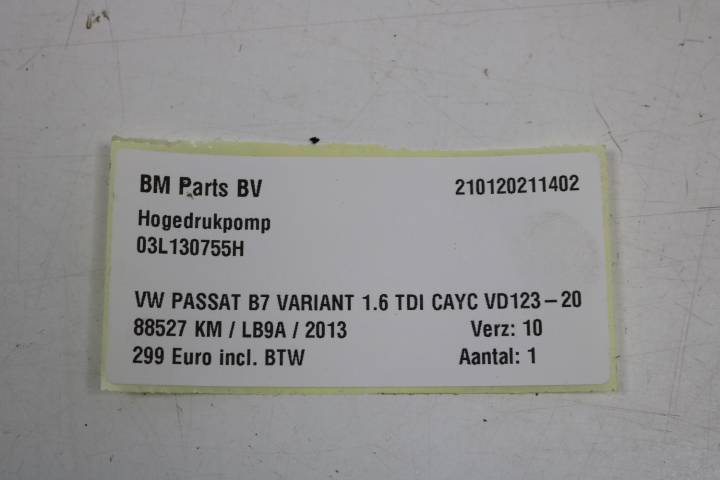 BM Parts BV 210120211402
Hogedrukpomp
03L130755H
VW PASSAT B7 VARIANT 1.6 TDI CAYC VD123-20
88527 KM / LB9A / 2013 Verz: 10
299 Euro incl. BTW Aantal: 1